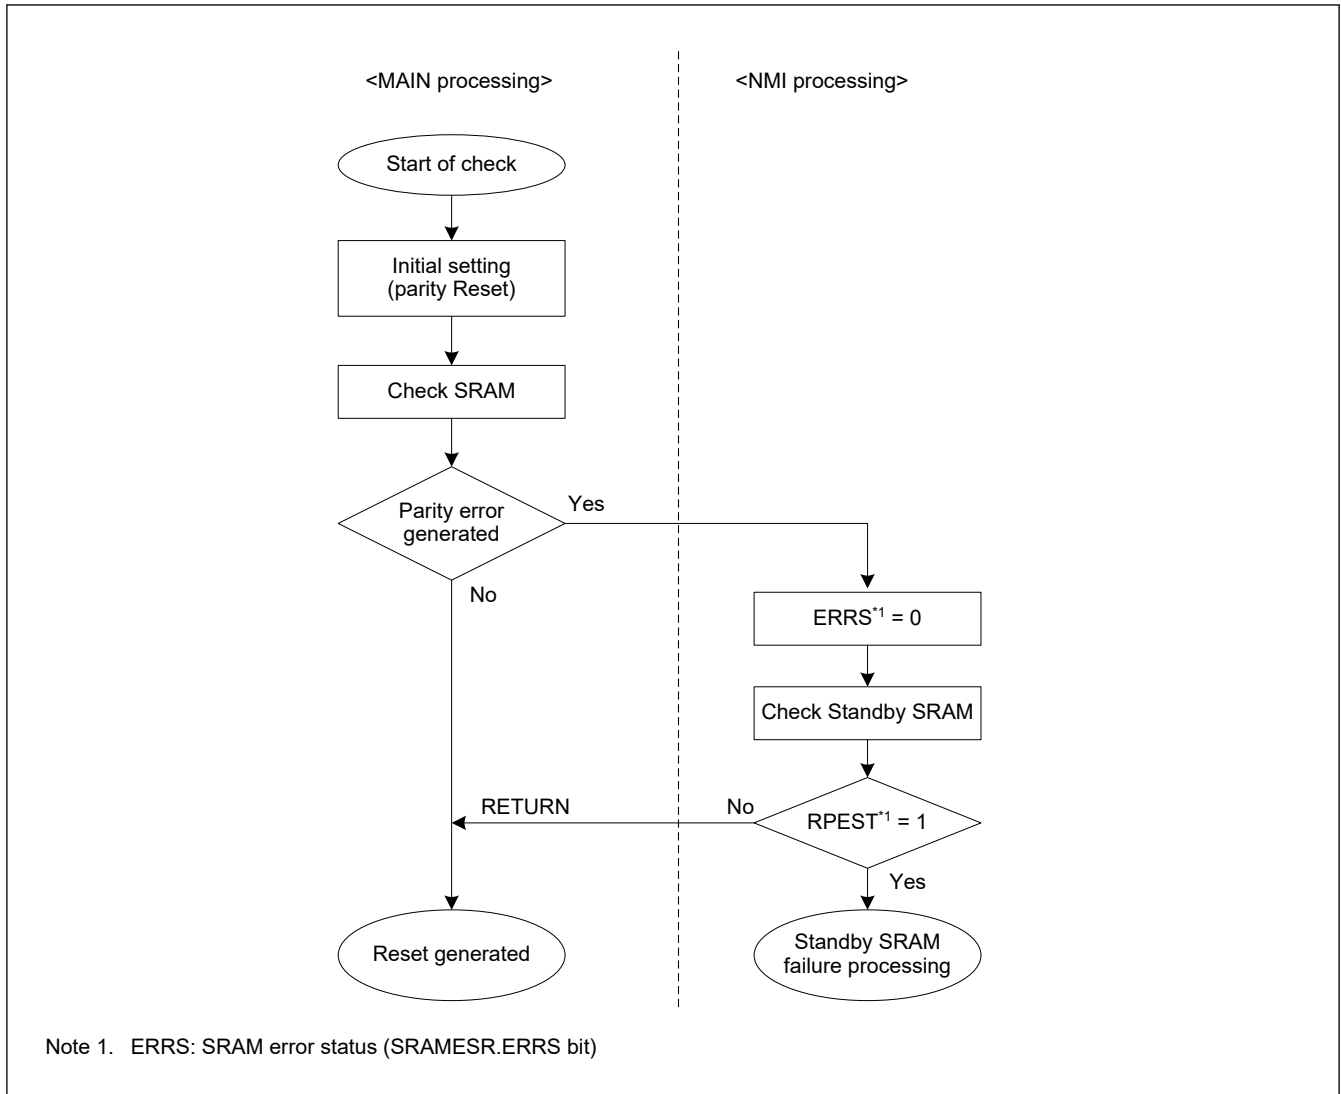 <MAIN processing>
<NMI processing>
Start of check
Initial setting
(parity Reset)
Check SRAM
Parity error
generated
Yes
No
ERRS*1 = 0
Check Standby SRAM
RPEST*1 = 1
No
RETURN
Yes
Reset generated
Standby SRAM
failure processing
Note 1. ERRS: SRAM error status (SRAMESR.ERRS bit)